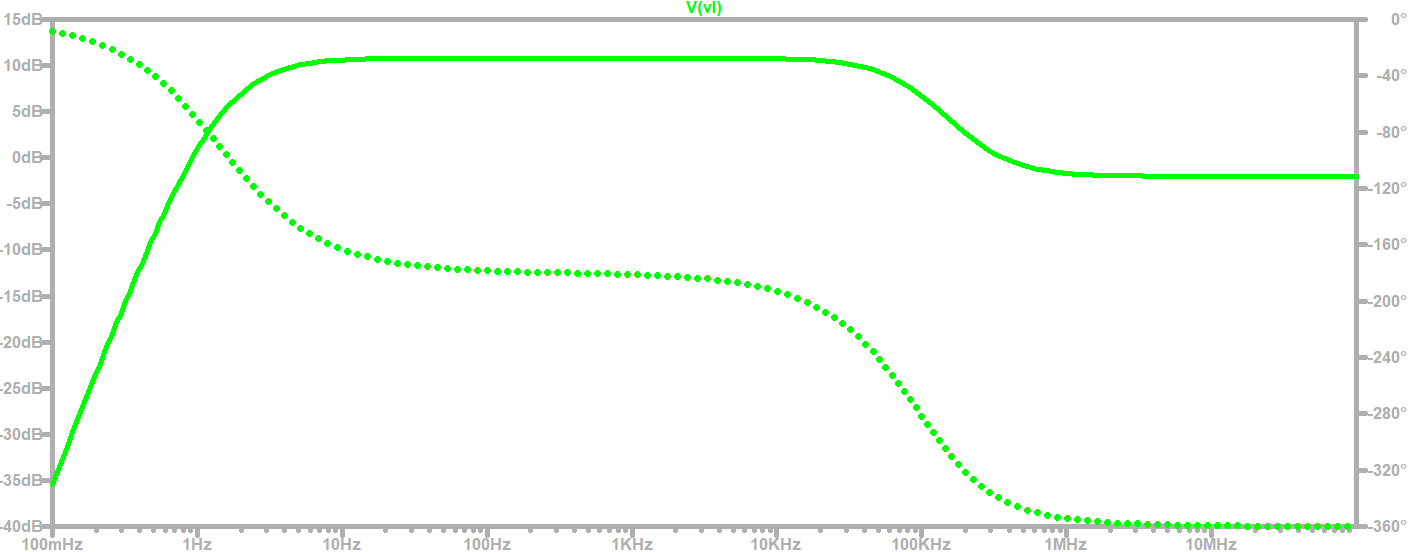 V(vl)
15dB 0°
10dB -40°
5dB -80°
0dB -120°
-5dB -160°
-10dB -200°
-15dB -240°
-20dB -280°
-25dB -320°
-30dB -360°
-35dB
-40dB
100mHz 1Hz 10Hz 100Hz 1KHz 10KHz 100KHz 1MHz 10MHz